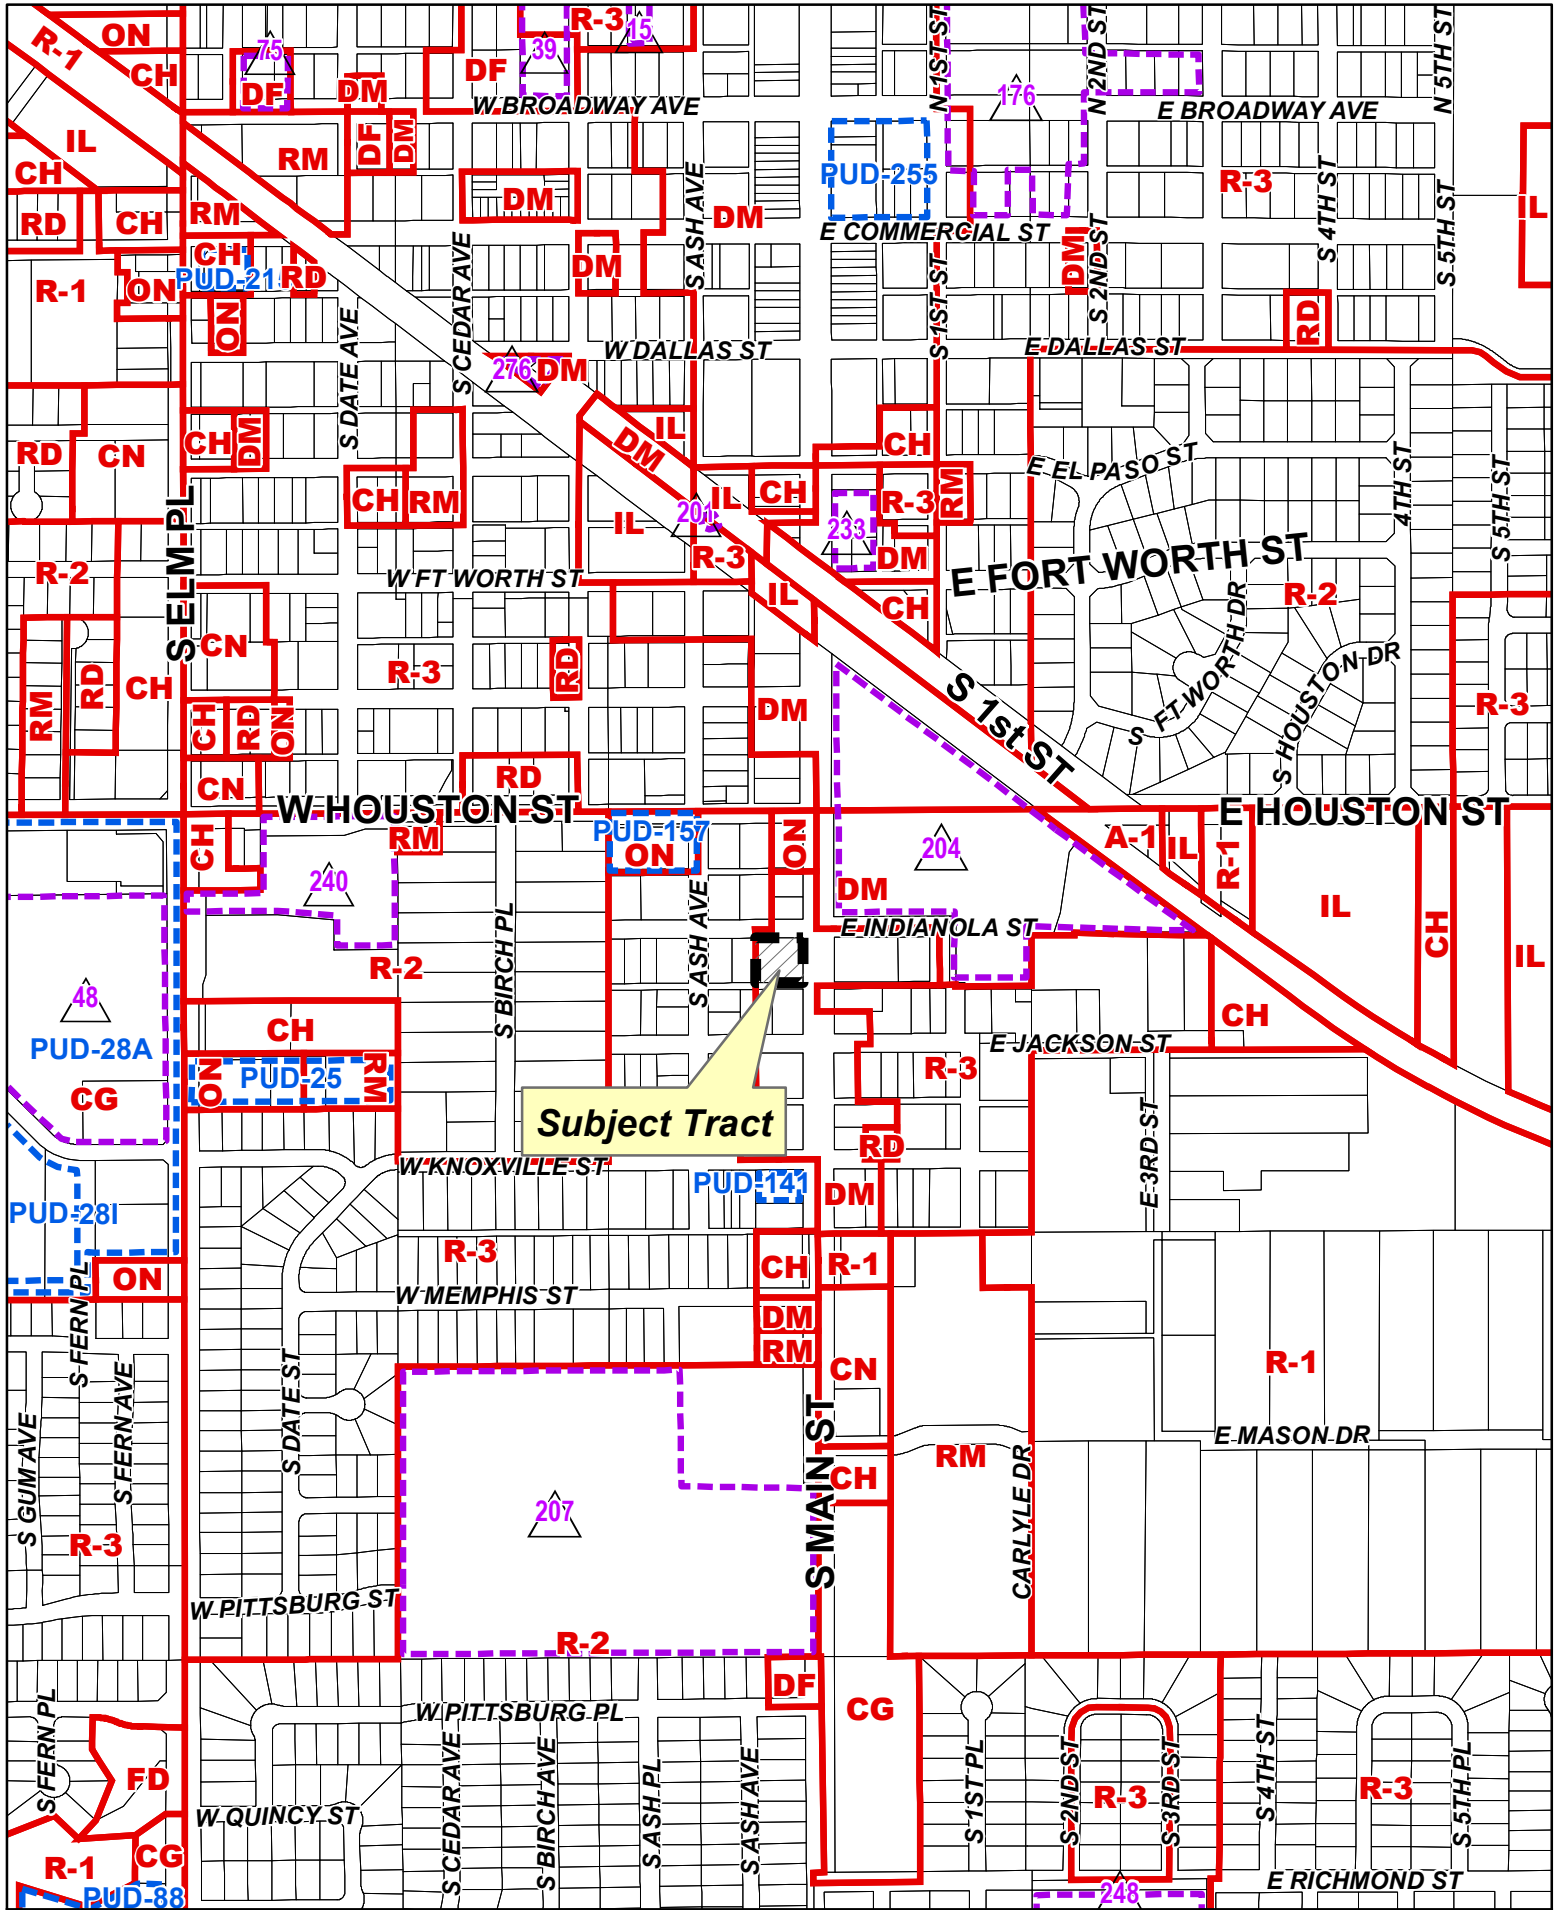 R-1
ON
CH
75
DF
DM
DF
39
R-3
15
W BROADWAY AVE
N 1ST ST
176
N 2ND ST
E BROADWAY AVE
N 5TH ST
IL
CH
RM
DF
DM
DM
S ASH AVE
DM
PUD-255
E COMMERCIAL ST
R-3
S 4TH ST
S 5TH ST
IL
RD
CH
RM
CH
PUD-21
RD
R-1
ON
ON
S DATE AVE
S CEDAR AVE
DM
S 1ST ST
DM
S 2ND ST
RD
276
DM
W DALLAS ST
E DALLAS ST
RD
CN
CH
DM
S ELM PL
CH
RM
DM
IL
IL
IL
201
R-3
CH
CH
R-3
RM
233
DM
E EL PASO ST
4TH ST
S 5TH ST
E FORT WORTH ST
R-2
R-2
W FT WORTH ST
IL
CH
CN
RM
RD
CH
R-3
RD
CH
RD
ON
CN
RD
DM
S 1st ST
S FT WORTH DR
S HOUSTON DR
R-3
W HOUSTON ST
E HOUSTON ST
CH
RM
240
PUD-157
ON
ON
204
DM
A-1
IL
R-1
IL
CH
IL
S BIRCH PL
S ASH AVE
E INDIANOLA ST
R-2
48
PUD-28A
CG
CH
ON
PUD-25
RM
CH
E JACKSON ST
R-3
Subject Tract
RD
E 3RD ST
W KNOXVILLE ST
PUD-141
DM
PUD-28I
ON
S FERN PL
R-3
W MEMPHIS ST
CH
R-1
DM
RM
CN
R-1
S GUM AVE
S FERN AVE
S DATE ST
207
S MAIN ST
CH
RM
CARLYLE DR
E MASON DR
R-3
W PITTSBURG ST
R-2
DF
CG
W PITTSBURG PL
S FERN PL
FD
W QUINCY ST
S CEDAR AVE
S BIRCH AVE
S ASH PL
S ASH AVE
S 1ST PL
S 2ND ST
R-3
S 3RD ST
S 4TH ST
R-3
S 5TH PL
R-1
CG
PUD-88
248
E RICHMOND ST